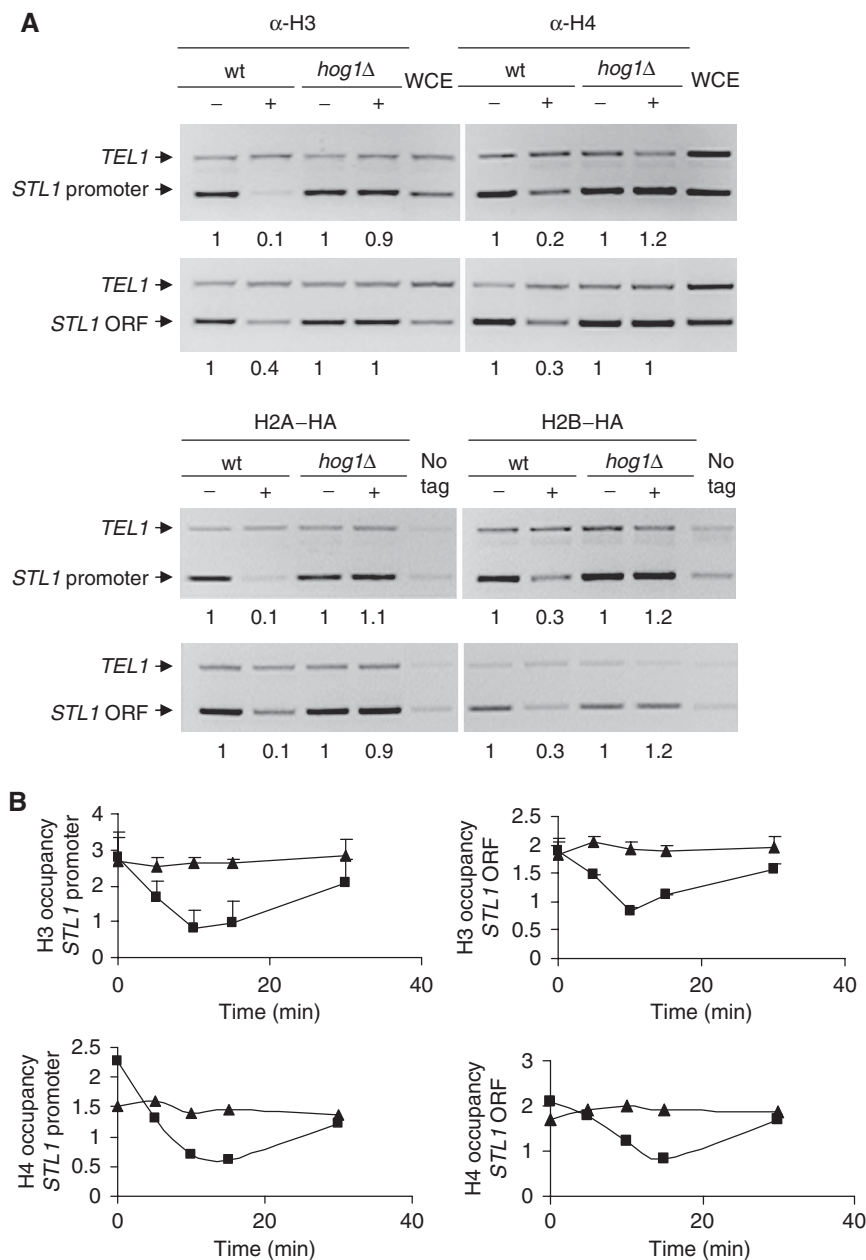 A
α-H3 α-H4
wt hog1Δ WCE wt hog1Δ WCE
– + – + – + – +
TEL1
STL1 promoter
1 0.1 1 0.9 1 0.2 1 1.2
TEL1
STL1 ORF
1 0.4 1 1 1 0.3 1 1
H2A–HA H2B–HA
wt hog1Δ No tag wt hog1Δ No tag
– + – + – + – +
TEL1
STL1 promoter
1 0.1 1 1.1 1 0.3 1 1.2
TEL1
STL1 ORF
1 0.1 1 0.9 1 0.3 1 1.2
B
H3 occupancy
STL1 promoter
4
3
2
1
0
0 20 40
Time (min)
H3 occupancy
STL1 ORF
2.5
2
1.5
1
0.5
0
0 20 40
Time (min)
H4 occupancy
STL1 promoter
2.5
2
1.5
1
0.5
0
0 20 40
Time (min)
H4 occupancy
STL1 ORF
3
2
1
0
0 20 40
Time (min)